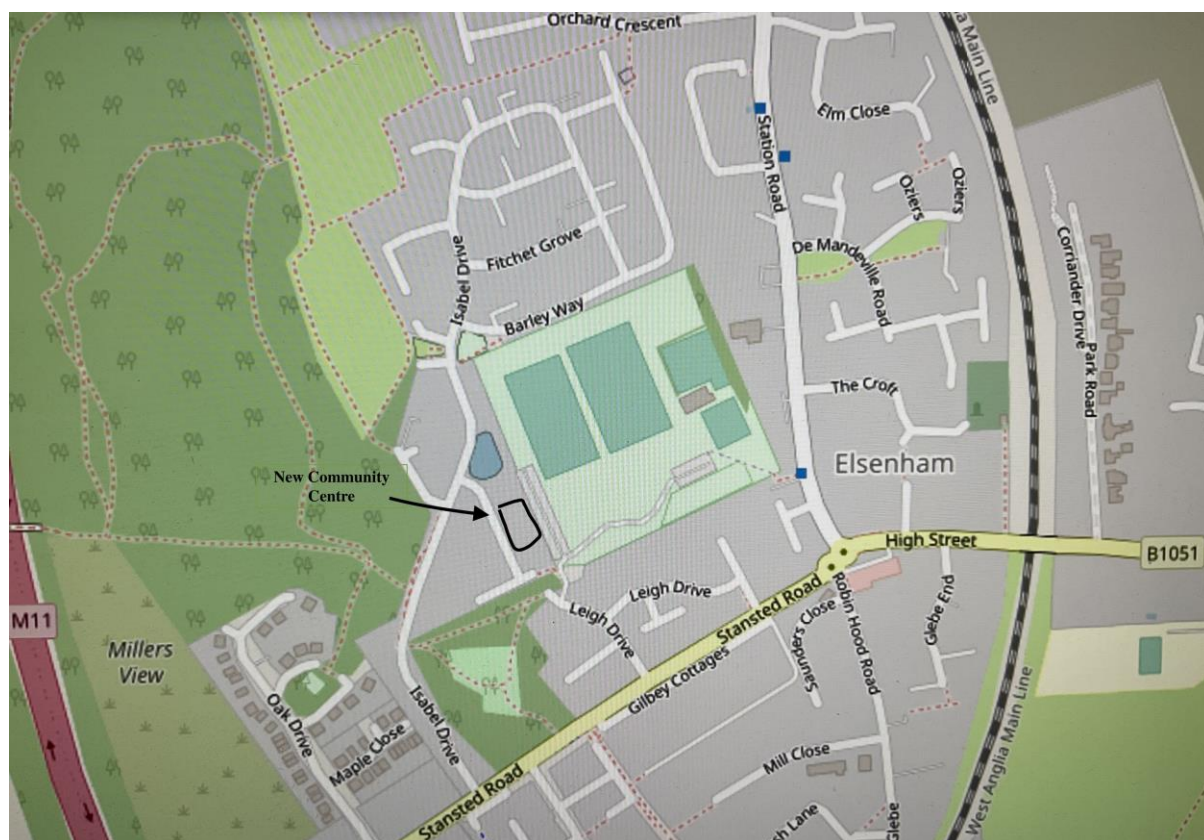 Orchard Crescent
Anglia Main Line
Elm Close
Station Road
Oziers
Oziers
Isabel Drive
Fitchet Grove
De Mandeville Road
Corriander Drive
Barley Way
Park Road
The Croft
Elsenham
New Community
Centre
High Street
B1051
M11
Leigh Drive
Leigh Drive
Stansted Road
Robin Hood Road
Glebe End
Millers
View
Saunders Close
Gilbey Cottages
Oak Drive
Isabel Drive
Maple Close
Mill Close
West Anglia Main Line
Stansted Road
Glebe